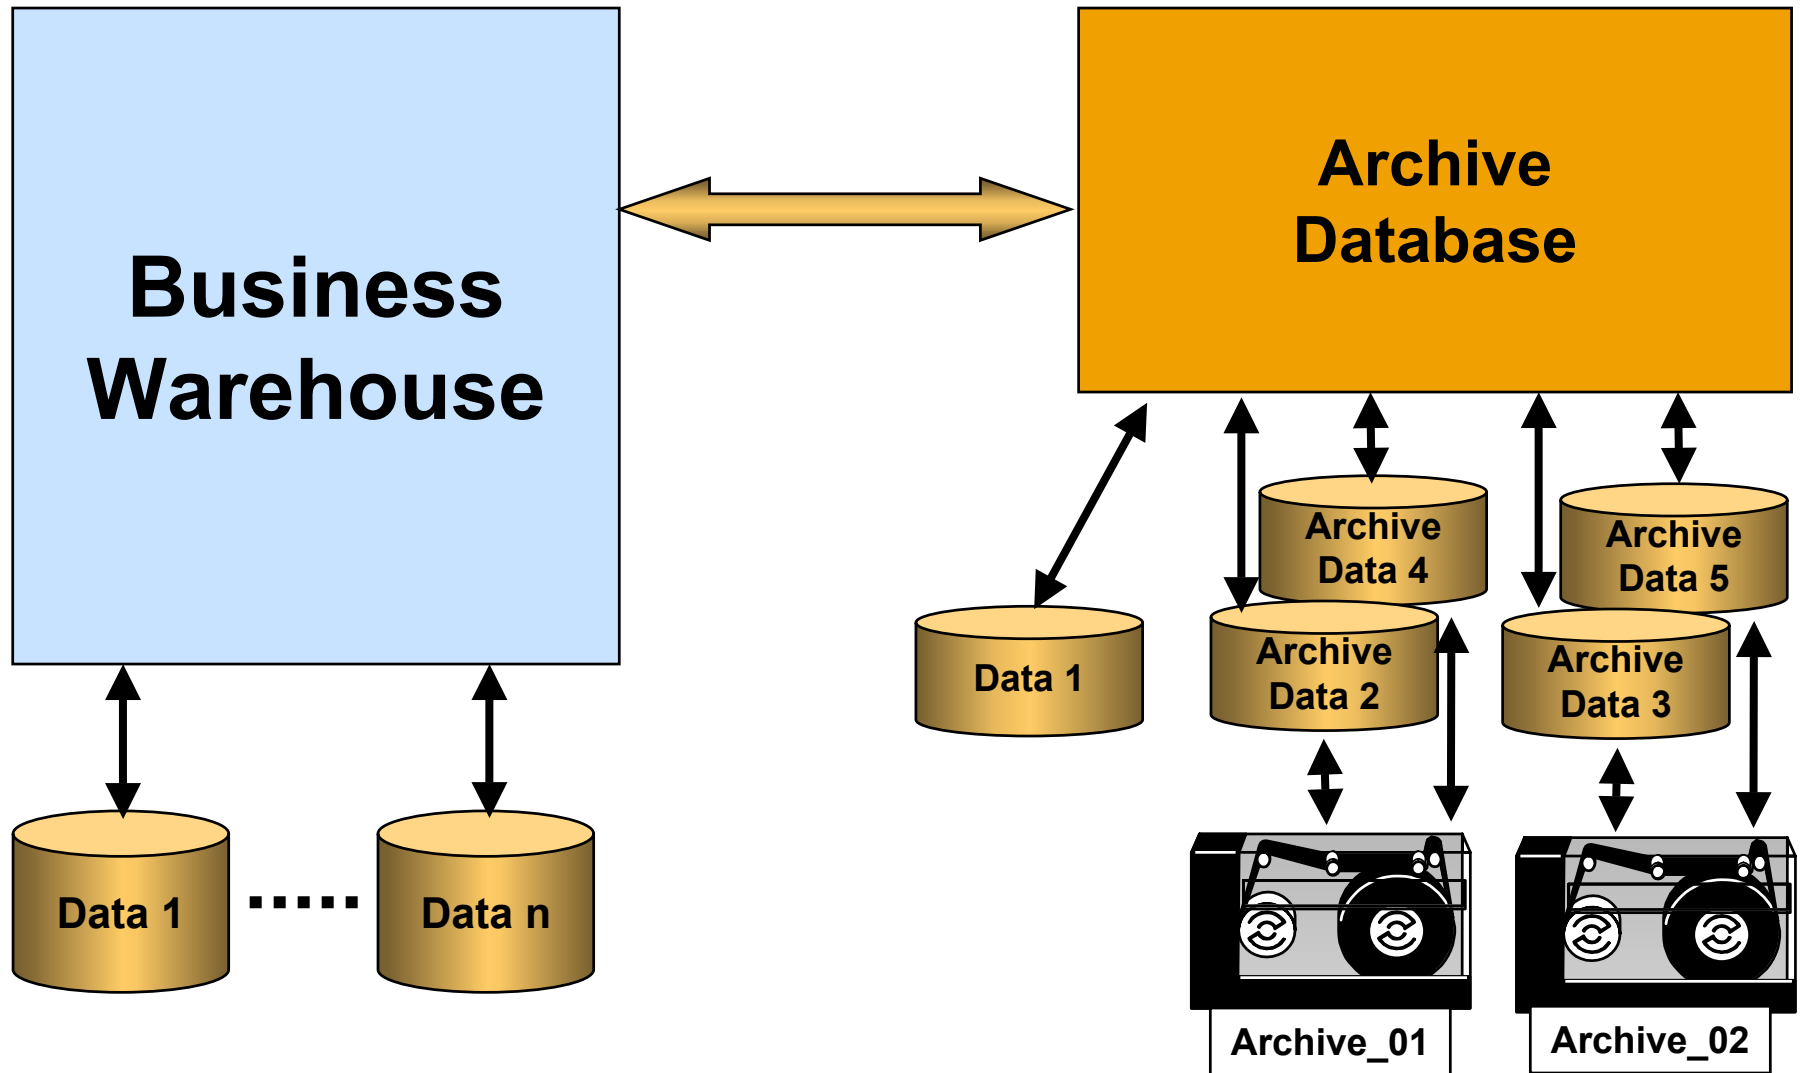 Business
Warehouse
Archive
Database
Archive
Data 4
Archive
Data 5
Data 1
Archive
Data 2
Archive
Data 3
Data 1
Data n
Archive_01
Archive_02